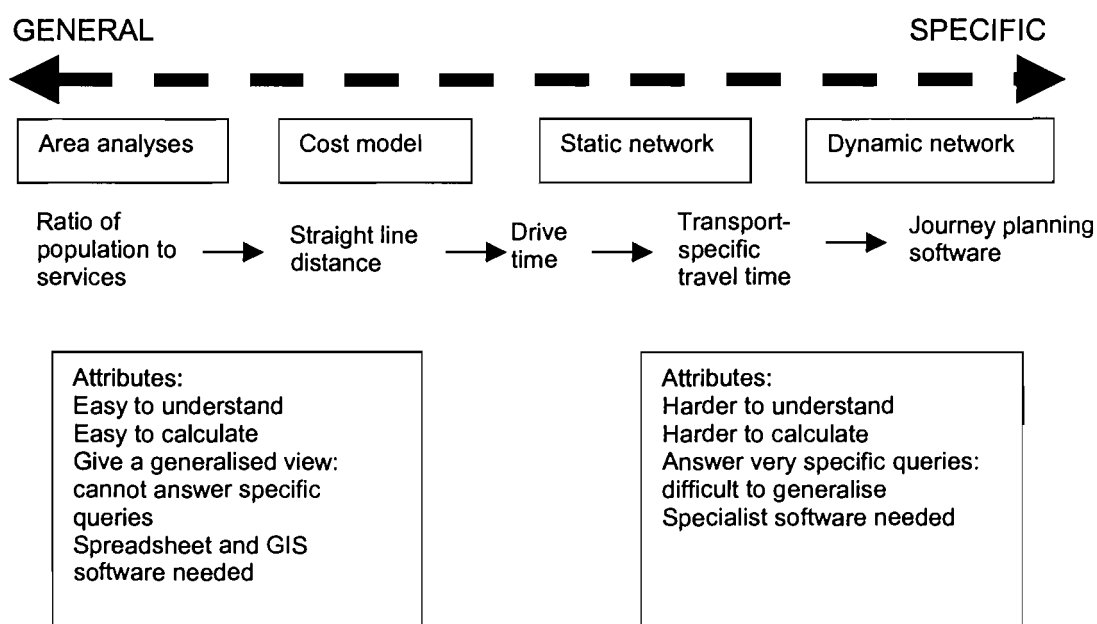 GENERAL
SPECIFIC
Area analyses
Cost model
Static network
Dynamic network
Ratio of
population to
services
Straight line
distance
Drive
time
Transport-
specific
travel time
Journey planning
software
Attributes:
Easy to understand
Easy to calculate
Give a generalised view:
cannot answer specific
queries
Spreadsheet and GIS
software needed
Attributes:
Harder to understand
Harder to calculate
Answer very specific queries:
difficult to generalise
Specialist software needed